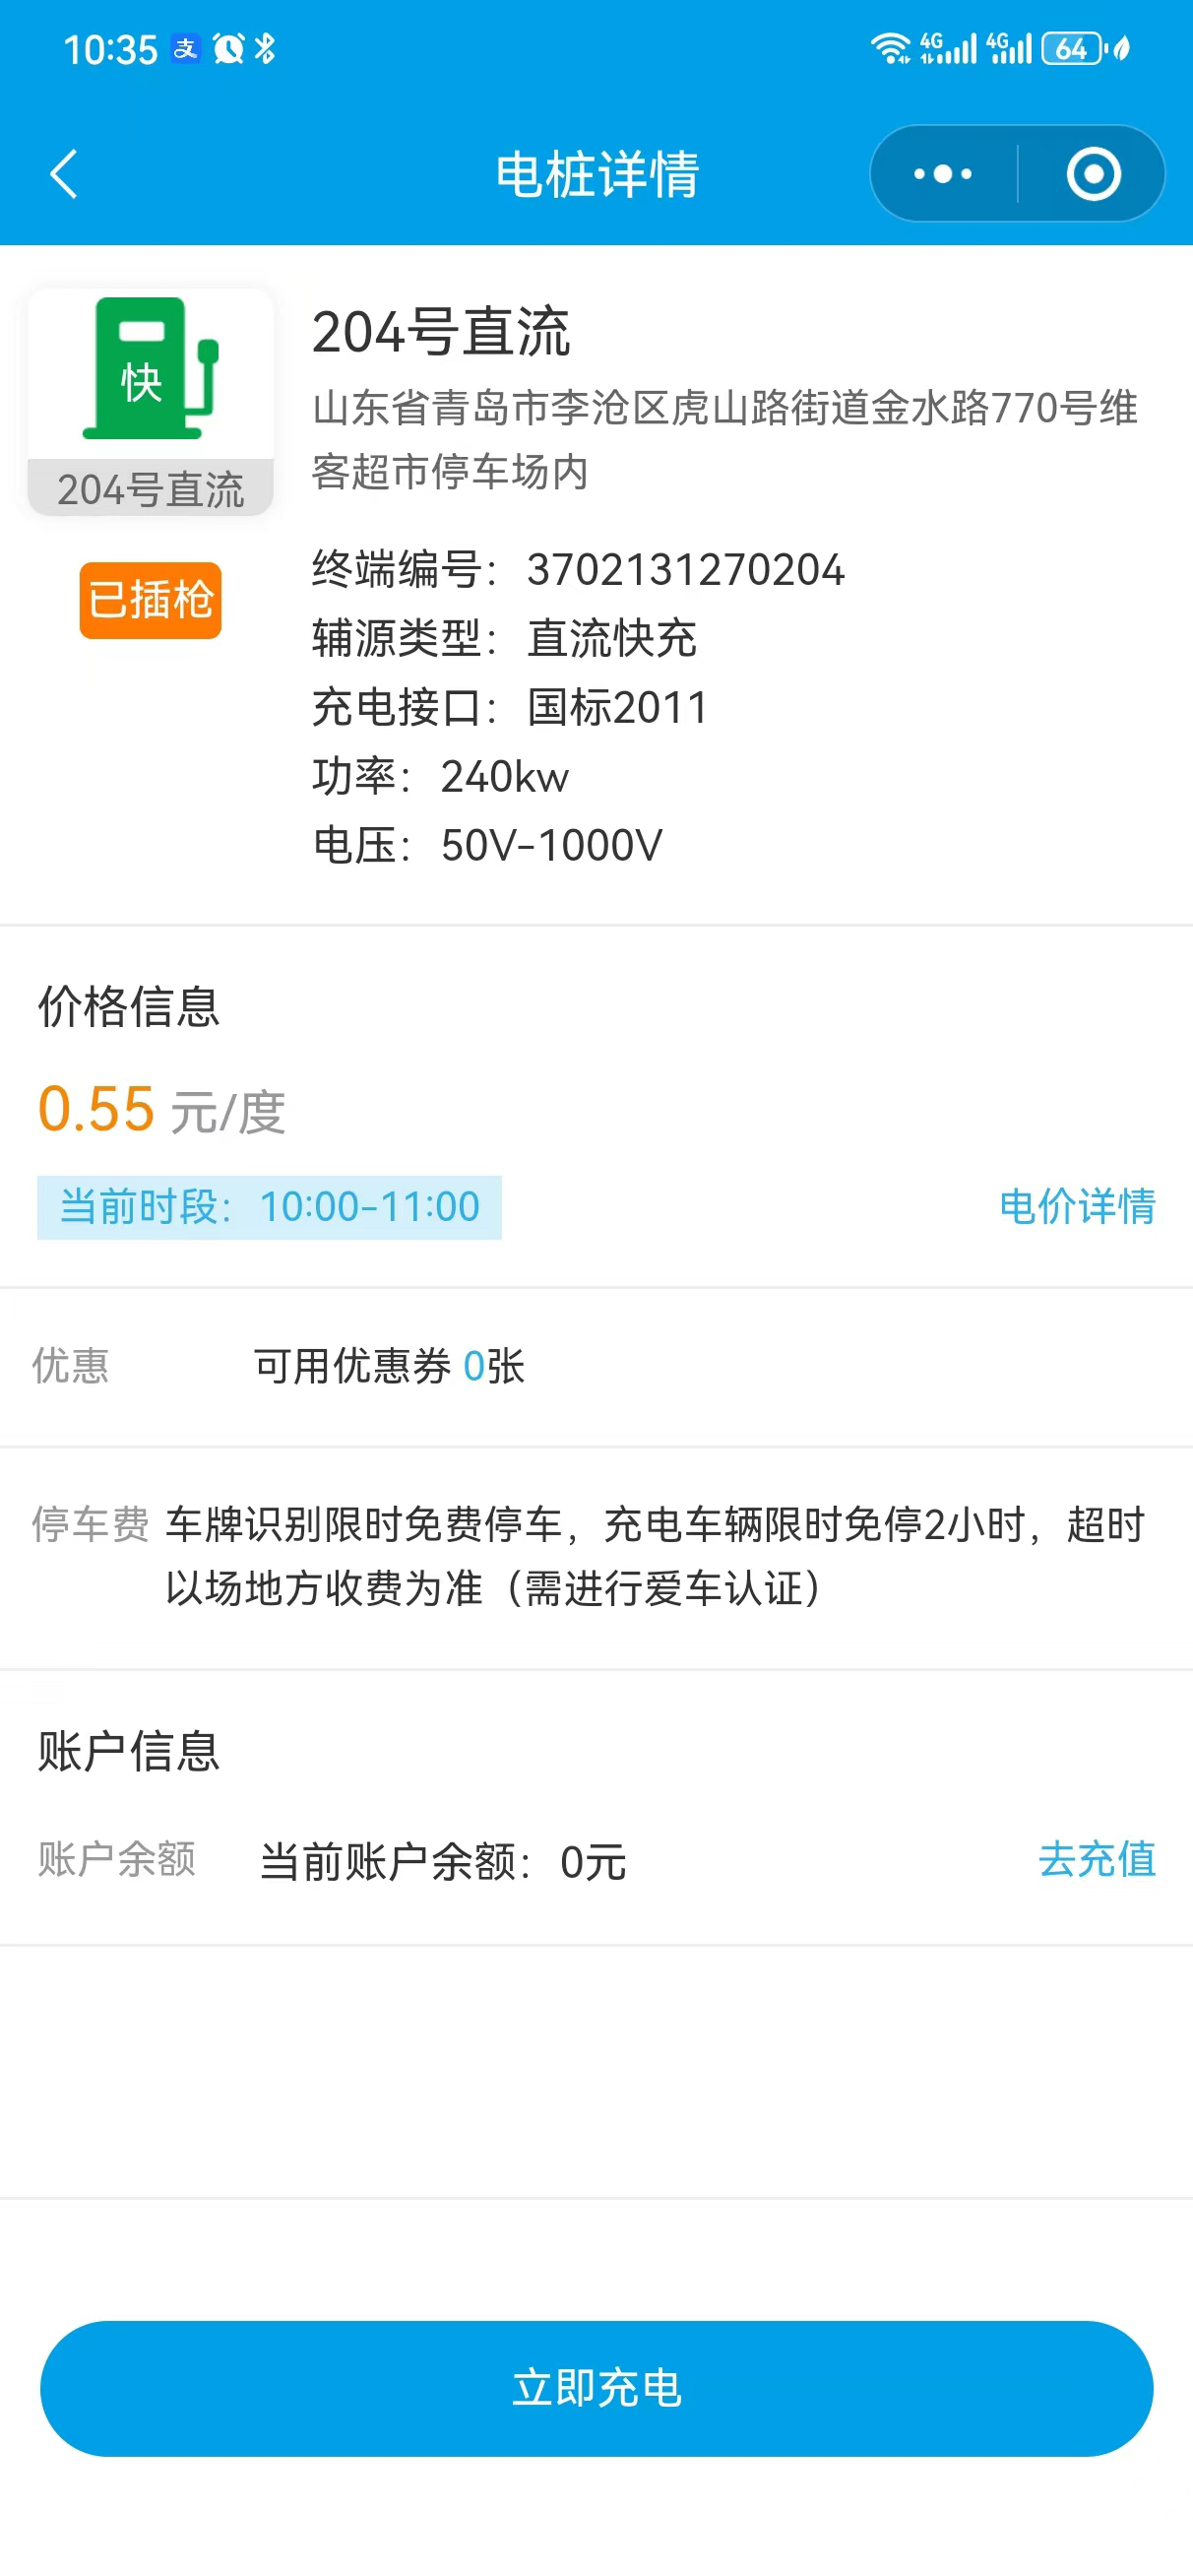 10:35 支 4G 4G 64
电桩详情
快
204号直流
已插枪
204号直流
山东省青岛市李沧区虎山路街道金水路770号维
客超市停车场内
终端编号：3702131270204
辅源类型：直流快充
充电接口：国标2011
功率：240kw
电压：50V-1000V
价格信息
0.55 元/度
当前时段：10:00-11:00 电价详情
优惠 可用优惠券 0张
停车费 车牌识别限时免费停车，充电车辆限时免停2小时，超时
以场地方收费为准（需进行爱车认证）
账户信息
账户余额 当前账户余额：0元 去充值
立即充电